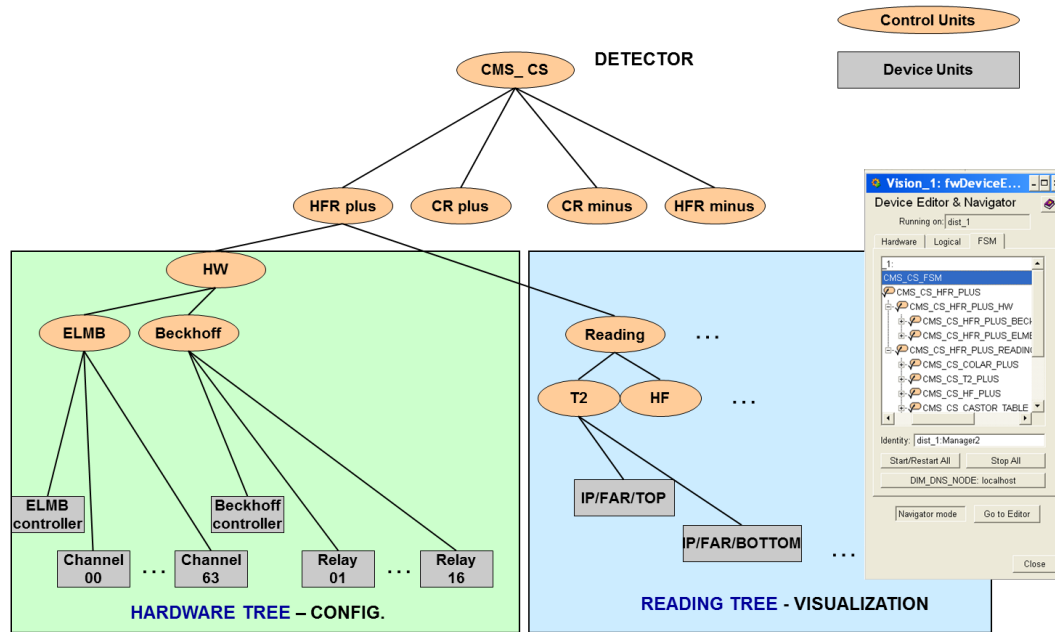 Control Units
Device Units
CMS_ CS
DETECTOR
HFR plus
CR plus
CR minus
HFR minus
HW
ELMB
Beckhoff
ELMB
controller
Channel
00
...
Channel
63
Beckhoff
controller
Relay
01
...
Relay
16
HARDWARE TREE – CONFIG.
Reading
...
T2
HF
...
IP/FAR/TOP
IP/FAR/BOTTOM
...
READING TREE - VISUALIZATION
Vision_1: fwDeviceE...
Device Editor & Navigator
Running on: dist_1
Hardware Logical FSM
_1:
CMS_CS_FSM
CMS_CS_HFR_PLUS
CMS_CS_HFR_PLUS_HW
CMS_CS_HFR_PLUS_BECK
CMS_CS_HFR_PLUS_ELME
CMS_CS_HFR_PLUS_READING
CMS_CS_COLAR_PLUS
CMS_CS_T2_PLUS
CMS_CS_HF_PLUS
CMS_CS_CASTOR_TABLE
Identity: dist_1:Manager2
Start/Restart All Stop All
DIM_DNS_NODE: localhost
Navigator mode Go to Editor
Close